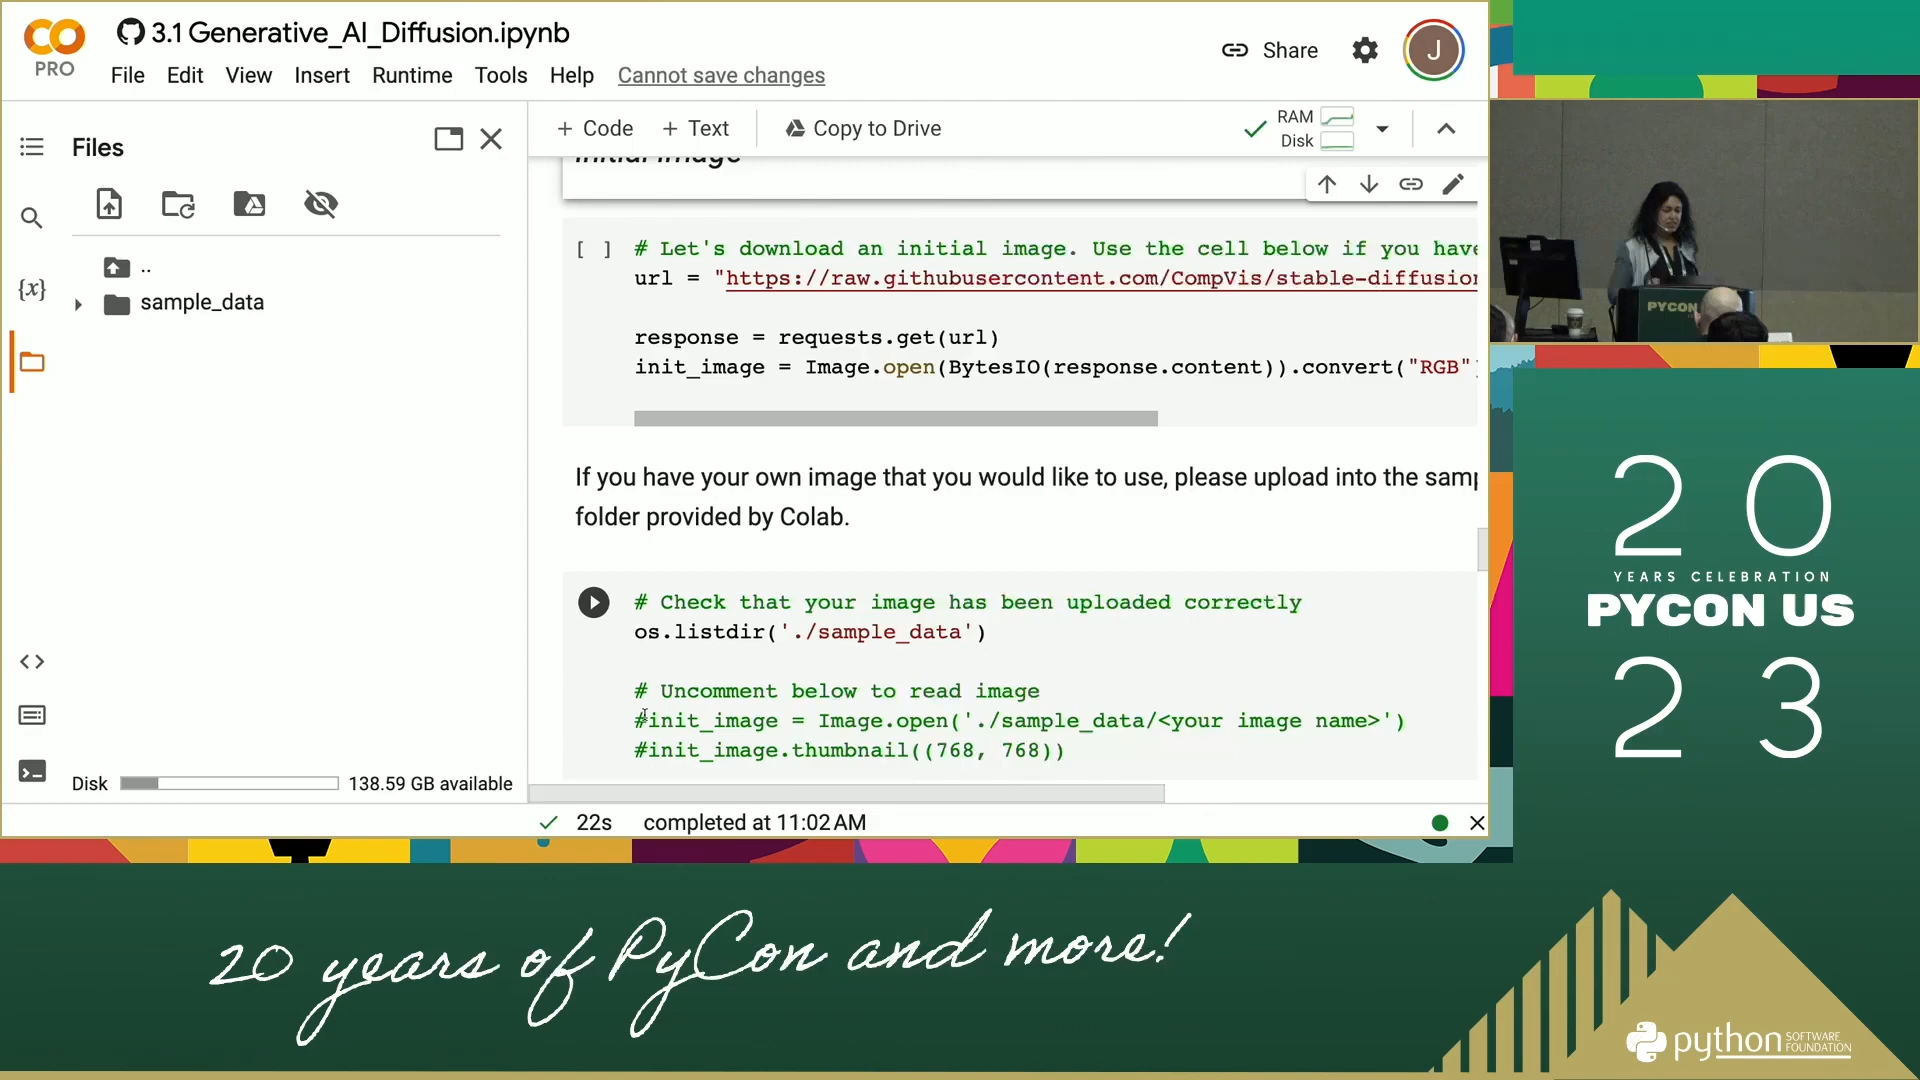 3.1 Generative_AI_Diffusion.ipynb
PRO
File Edit View Insert Runtime Tools Help Cannot save changes
Share
J
Files
+ Code + Text Copy to Drive
RAM
Disk
Initial Image
..
sample_data
{x}
[ ] # Let's download an initial image. Use the cell below if you have
url = "https://raw.githubusercontent.com/CompVis/stable-diffusion
response = requests.get(url)
init_image = Image.open(BytesIO(response.content)).convert("RGB")
If you have your own image that you would like to use, please upload into the samp
folder provided by Colab.
# Check that your image has been uploaded correctly
os.listdir('./sample_data')
# Uncomment below to read image
#init_image = Image.open('./sample_data/<your image name>')
#init_image.thumbnail((768, 768))
Disk 138.59 GB available
22s completed at 11:02 AM
PYCON
20
YEARS CELEBRATION
PYCON US
23
20 years of PyCon and more!
python SOFTWARE FOUNDATION